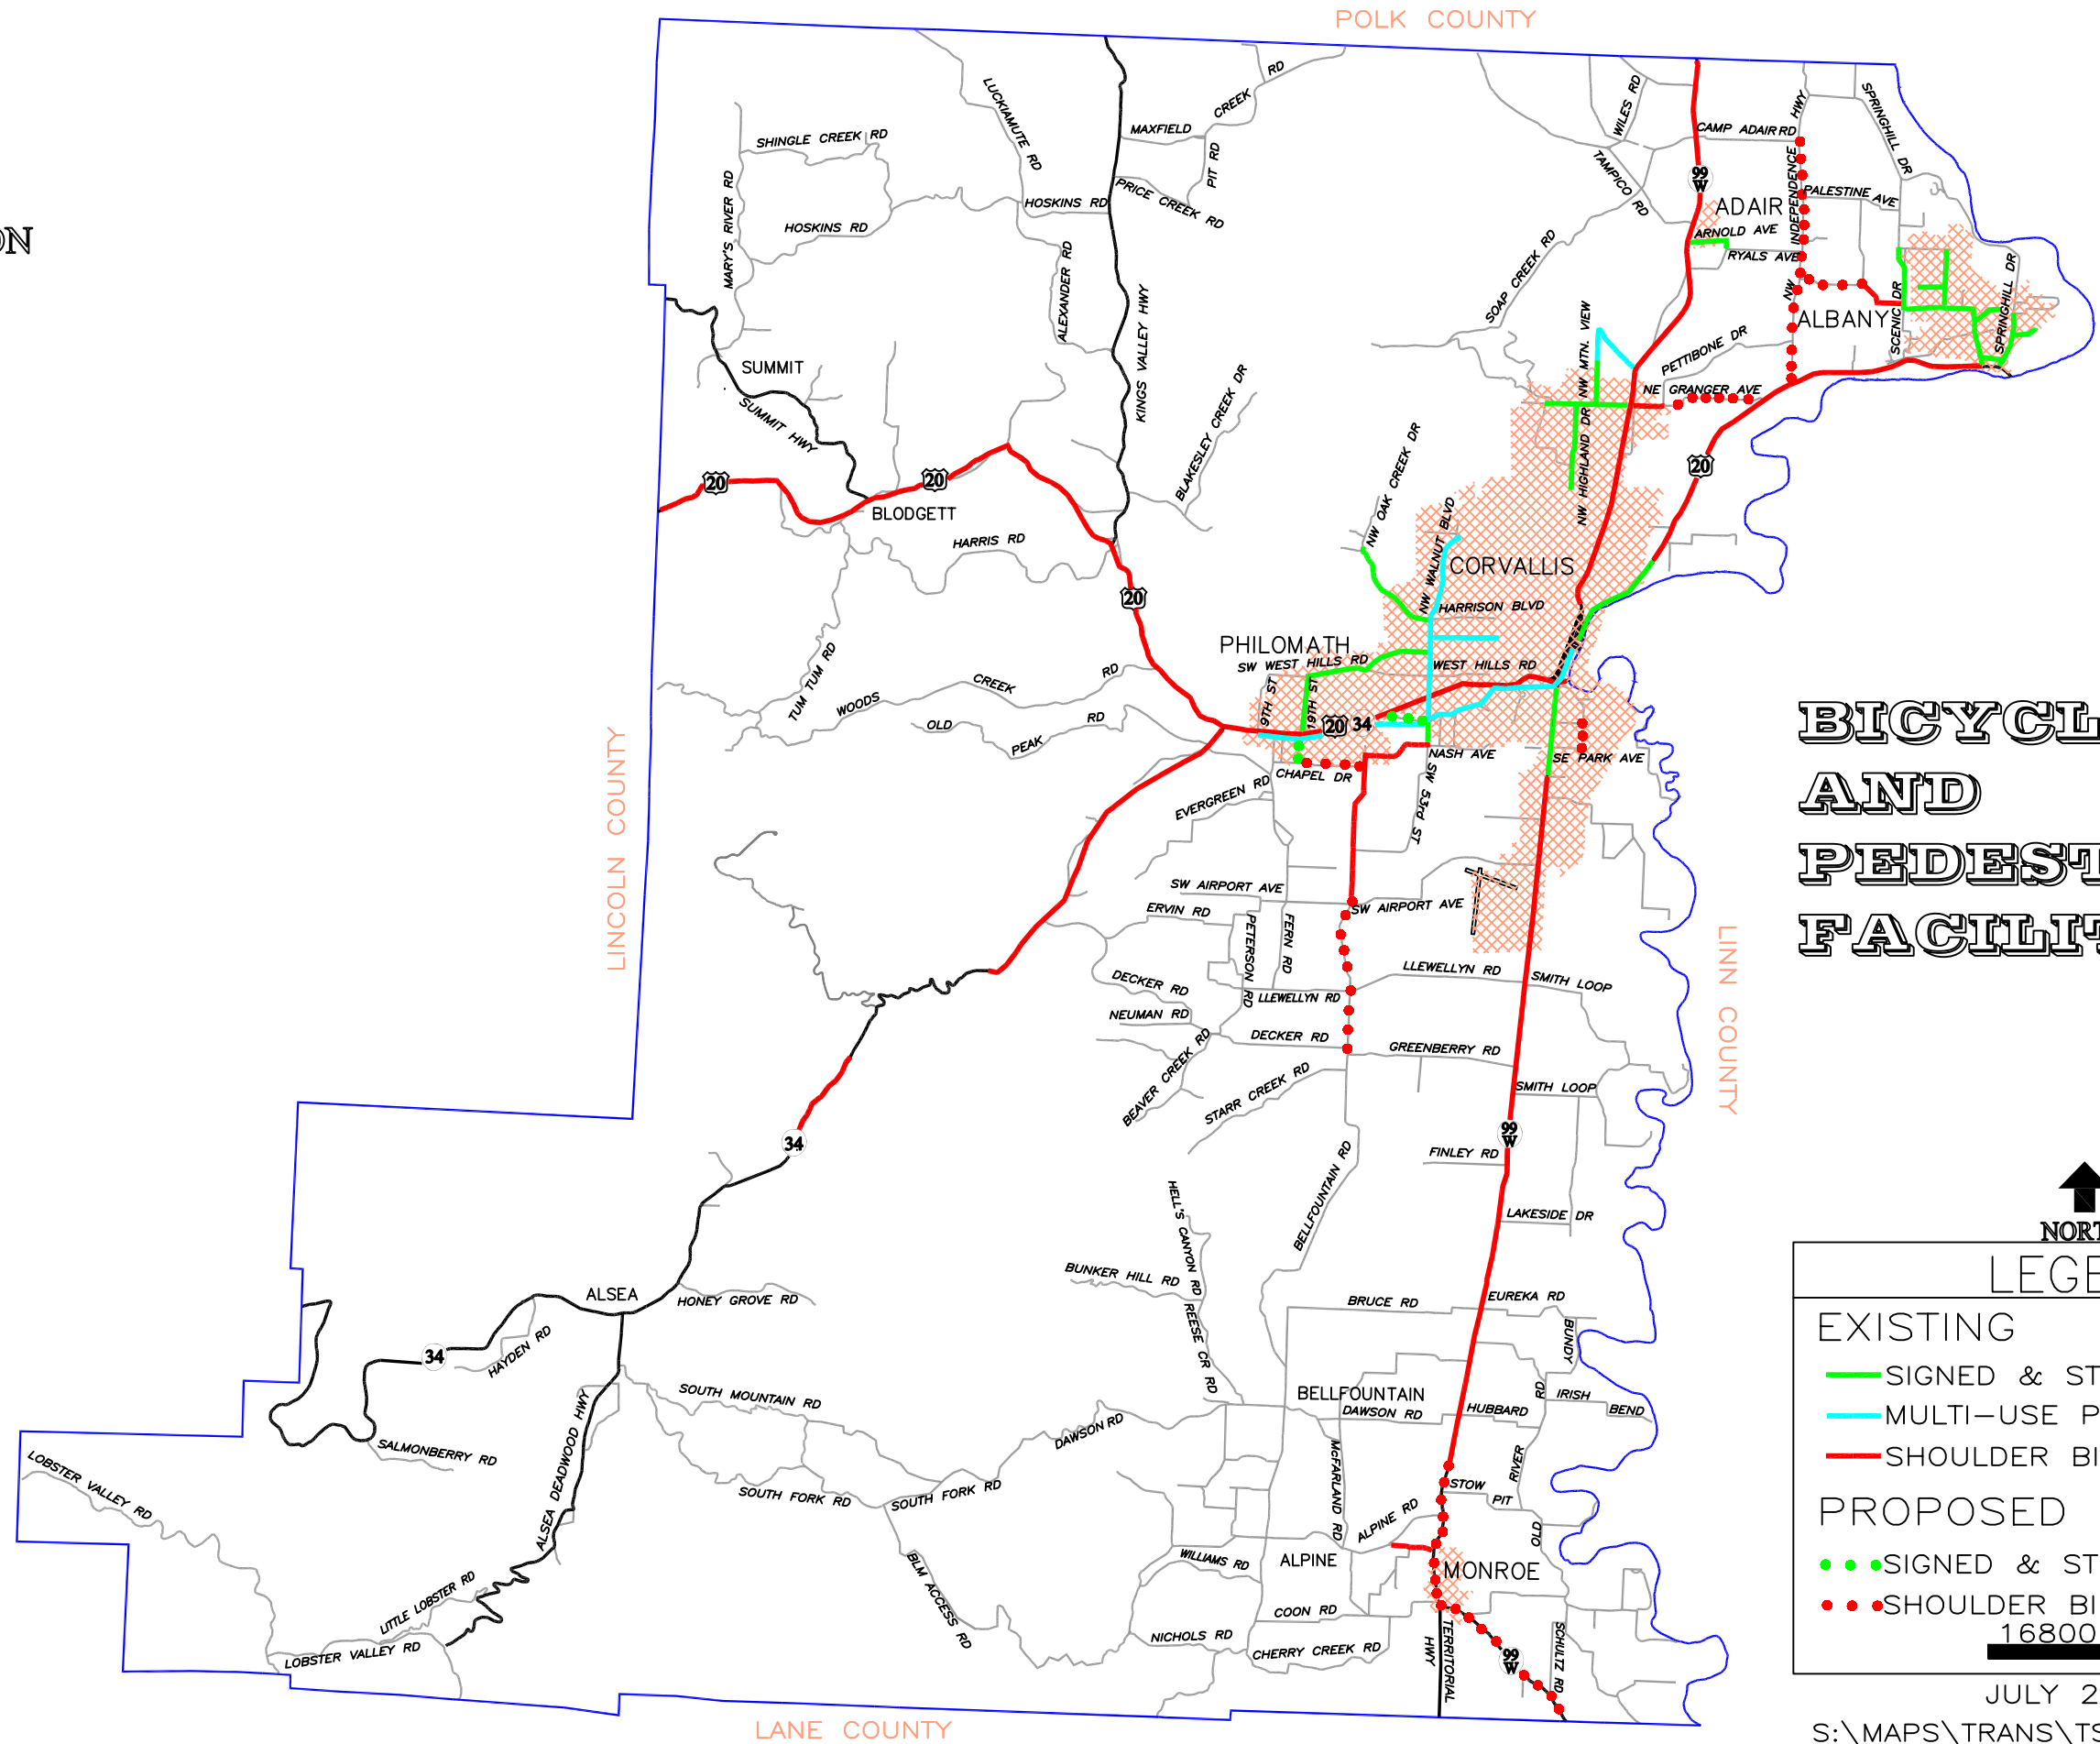 POLK COUNTY
ON
LUCKIAMUTE RD
MAXFIELD
CREEK
RD
PIT RD
PRICE CREEK RD
SHINGLE CREEK RD
MARY'S RIVER RD
HOSKINS RD
HOSKINS RD
ALEXANDER RD
KINGS VALLEY HWY
WILES RD
TAMPICO RD
CAMP ADAIR RD
99 W
ADAIR
ARNOLD AVE
RYALS AVE
NW INDEPENDENCE HWY
PALESTINE AVE
SPRINGHILL DR
SOAP CREEK RD
PETTIBONE DR
ALBANY
SCENIC DR
SPRINGHILL DR
NE GRANGER AVE
NW MTN. VIEW
NW HIGHLAND DR
SUMMIT
SUMMIT HWY
20
20
BLODGETT
HARRIS RD
BLAKESLEY CREEK DR
NW OAK CREEK DR
NW WALNUT BLVD
CORVALLIS
20
20
HARRISON BLVD
PHILOMATH
SW WEST HILLS RD
WEST HILLS RD
9TH ST
19TH ST
20
34
TUM TUM RD
WOODS
CREEK
RD
OLD
PEAK
RD
CHAPEL DR
NASH AVE
SE PARK AVE
SW 53rd ST
EVERGREEN RD
LINCOLN COUNTY
BICYCL
AND
PEDEST
FACILIT
SW AIRPORT AVE
SW AIRPORT AVE
ERVIN RD
PETERSON RD
FERN RD
DECKER RD
LLEWELLYN RD
LLEWELLYN RD
SMITH LOOP
NEUMAN RD
DECKER RD
GREENBERRY RD
BEAVER CREEK RD
STARR CREEK RD
SMITH LOOP
LINN COUNTY
34
99 W
FINLEY RD
BELLFOUNTAIN RD
LAKESIDE DR
HELL'S CANYON RD
BUNKER HILL RD
REESE CR RD
BRUCE RD
EUREKA RD
BUNDY
RD
ALSEA
HONEY GROVE RD
34
HAYDEN RD
SOUTH MOUNTAIN RD
BELLFOUNTAIN
DAWSON RD
HUBBARD
IRISH
BEND
DAWSON RD
SALMONBERRY RD
LOBSTER VALLEY RD
ALSEA DEADWOOD HWY
SOUTH FORK RD
SOUTH FORK RD
McFARLAND RD
STOW
PIT
RIVER
OLD
ALPINE RD
WILLIAMS RD
ALPINE
MONROE
BLM ACCESS RD
LITTLE LOBSTER RD
LOBSTER VALLEY RD
COON RD
NICHOLS RD
CHERRY CREEK RD
TERRITORIAL
HWY
99 W
SCHULTZ RD
LANE COUNTY
NORT
LEGE
EXISTING
SIGNED & ST
MULTI-USE P
SHOULDER BI
PROPOSED
SIGNED & ST
SHOULDER BI
16800
JULY 2
S:\MAPS\TRANS\TS